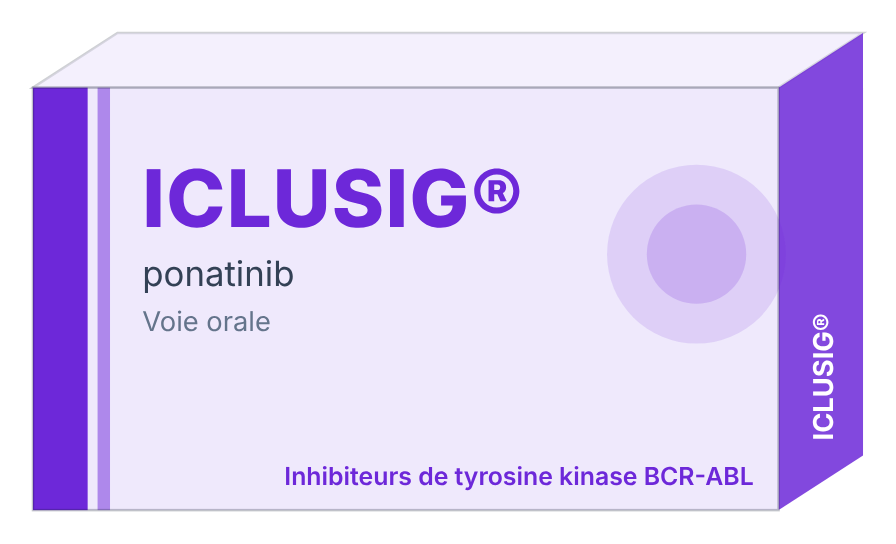 ICLUSIG®
ponatinib
Voie orale
Inhibiteurs de tyrosine kinase BCR-ABL
ICLUSIG®